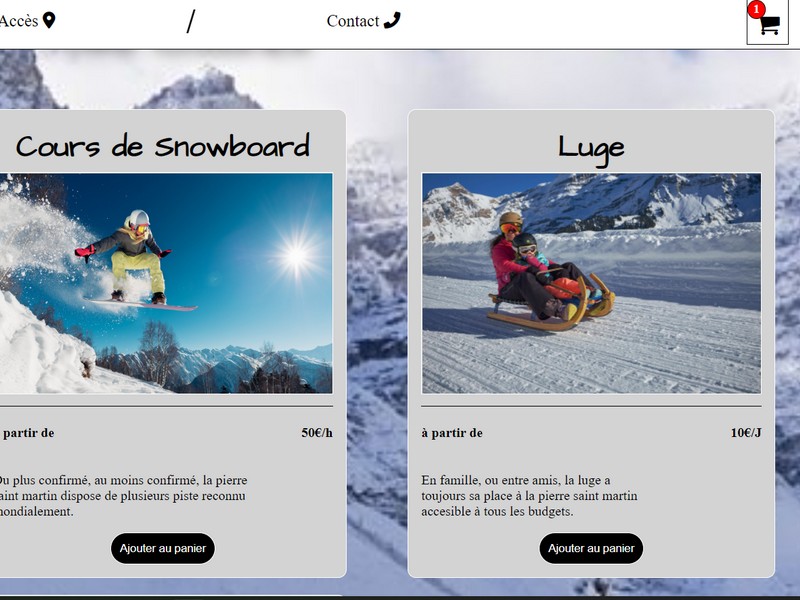 Accès
/
Contact
1
Cours de Snowboard
Luge
partir de
50€/h
à partir de
10€/J
Du plus confirmé, au moins confirmé, la pierre
saint martin dispose de plusieurs piste reconnu
mondialement.
En famille, ou entre amis, la luge a
toujours sa place à la pierre saint martin
accesible à tous les budgets.
Ajouter au panier
Ajouter au panier